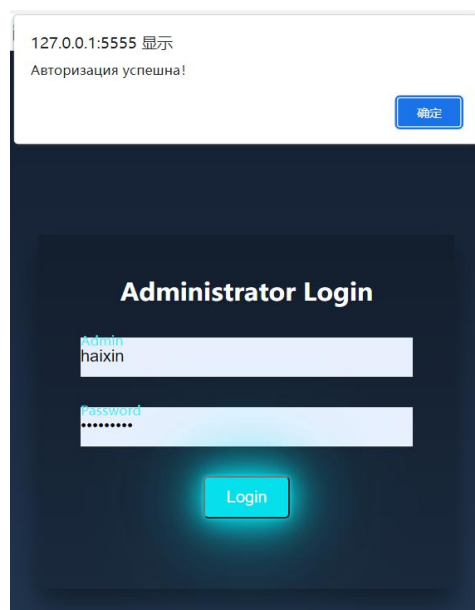 127.0.0.1:5555 显示
Авторизация успешна!
确定
Administrator Login
Admin
haixin
Password
•••••••••
Login